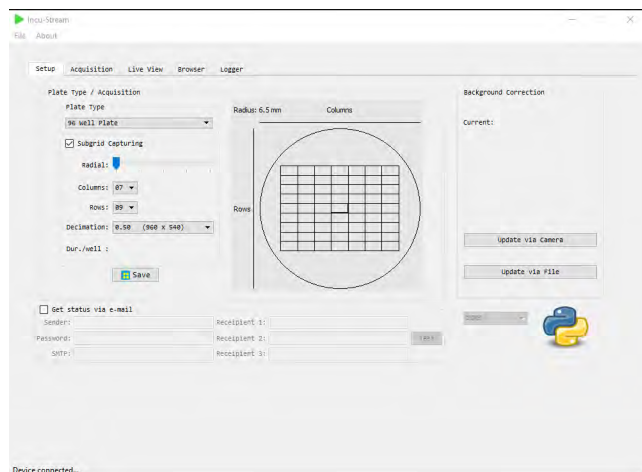 Incu-Stream
File About
Setup Acquisition Live View Browser Logger
Plate Type / Acquisition
Plate Type
96 Well Plate
Subgrid Capturing
Radial:
Columns: 07
Rows: 09
Decimation: 0.50 (960 x 540)
Dur./well :
Save
Radius: 6.5 mm Columns
Rows
Background Correction
Current:
Update via Camera
Update via File
Get status via e-mail
Sender:
Password:
SMTP:
Receipient 1:
Receipient 2:
Receipient 3:
Device connected...